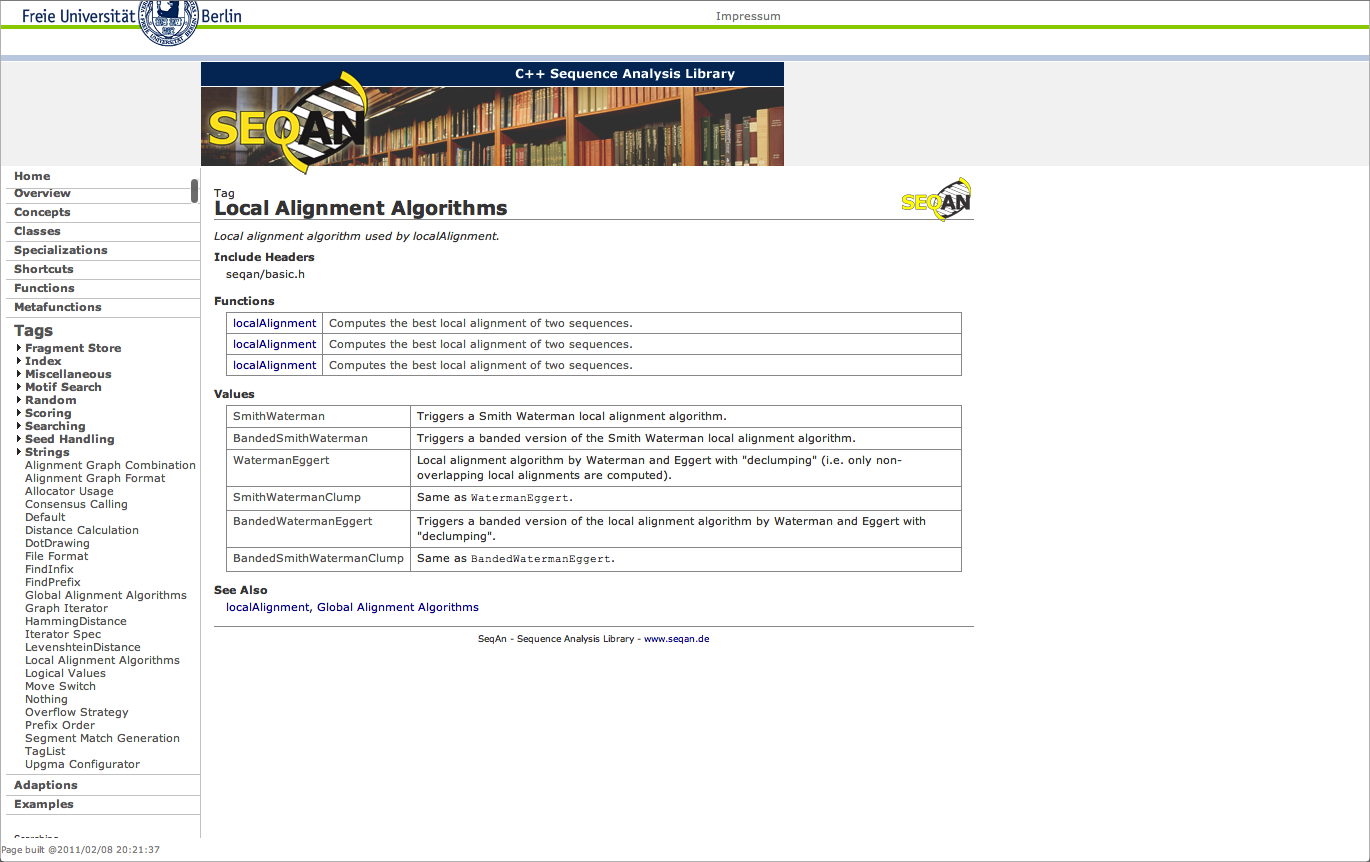 Freie Universität Berlin
Impressum
C++ Sequence Analysis Library
SEQAN
Home
Overview
Concepts
Classes
Specializations
Shortcuts
Functions
Metafunctions
Tags
Fragment Store
Index
Miscellaneous
Motif Search
Random
Scoring
Searching
Seed Handling
Strings
Alignment Graph Combination
Alignment Graph Format
Allocator Usage
Consensus Calling
Default
Distance Calculation
DotDrawing
File Format
FindInfix
FindPrefix
Global Alignment Algorithms
Graph Iterator
HammingDistance
Iterator Spec
LevenshteinDistance
Local Alignment Algorithms
Logical Values
Move Switch
Nothing
Overflow Strategy
Prefix Order
Segment Match Generation
TagList
Upgma Configurator
Adaptions
Examples
Searching
Page built @2011/02/08 20:21:37
Tag
Local Alignment Algorithms
SEQAN
Local alignment algorithm used by localAlignment.
Include Headers
seqan/basic.h
Functions
localAlignment Computes the best local alignment of two sequences.
localAlignment Computes the best local alignment of two sequences.
localAlignment Computes the best local alignment of two sequences.
Values
SmithWaterman Triggers a Smith Waterman local alignment algorithm.
BandedSmithWaterman Triggers a banded version of the Smith Waterman local alignment algorithm.
WatermanEggert Local alignment algorithm by Waterman and Eggert with "declumping" (i.e. only non-
overlapping local alignments are computed).
SmithWatermanClump Same as WatermanEggert.
BandedWatermanEggert Triggers a banded version of the local alignment algorithm by Waterman and Eggert with
"declumping".
BandedSmithWatermanClump Same as BandedWatermanEggert.
See Also
localAlignment, Global Alignment Algorithms
SeqAn - Sequence Analysis Library - www.seqan.de